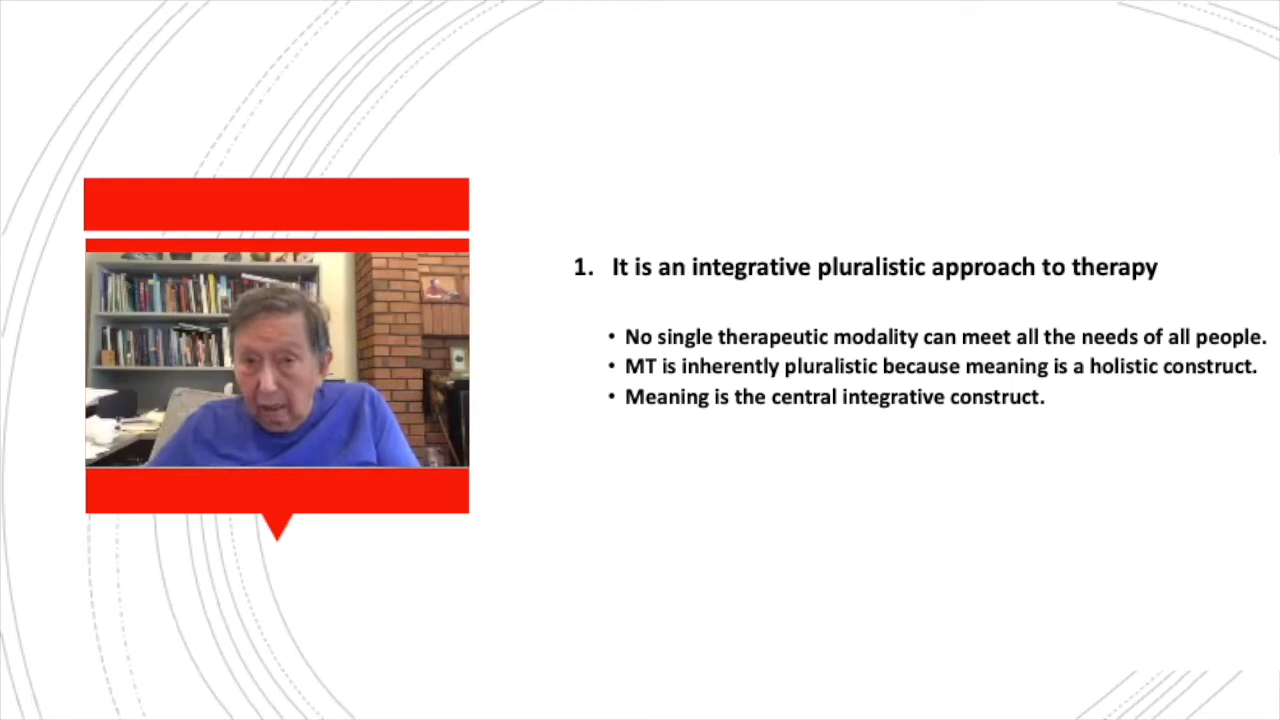 1. It is an integrative pluralistic approach to therapy
• No single therapeutic modality can meet all the needs of all people.
• MT is inherently pluralistic because meaning is a holistic construct.
• Meaning is the central integrative construct.